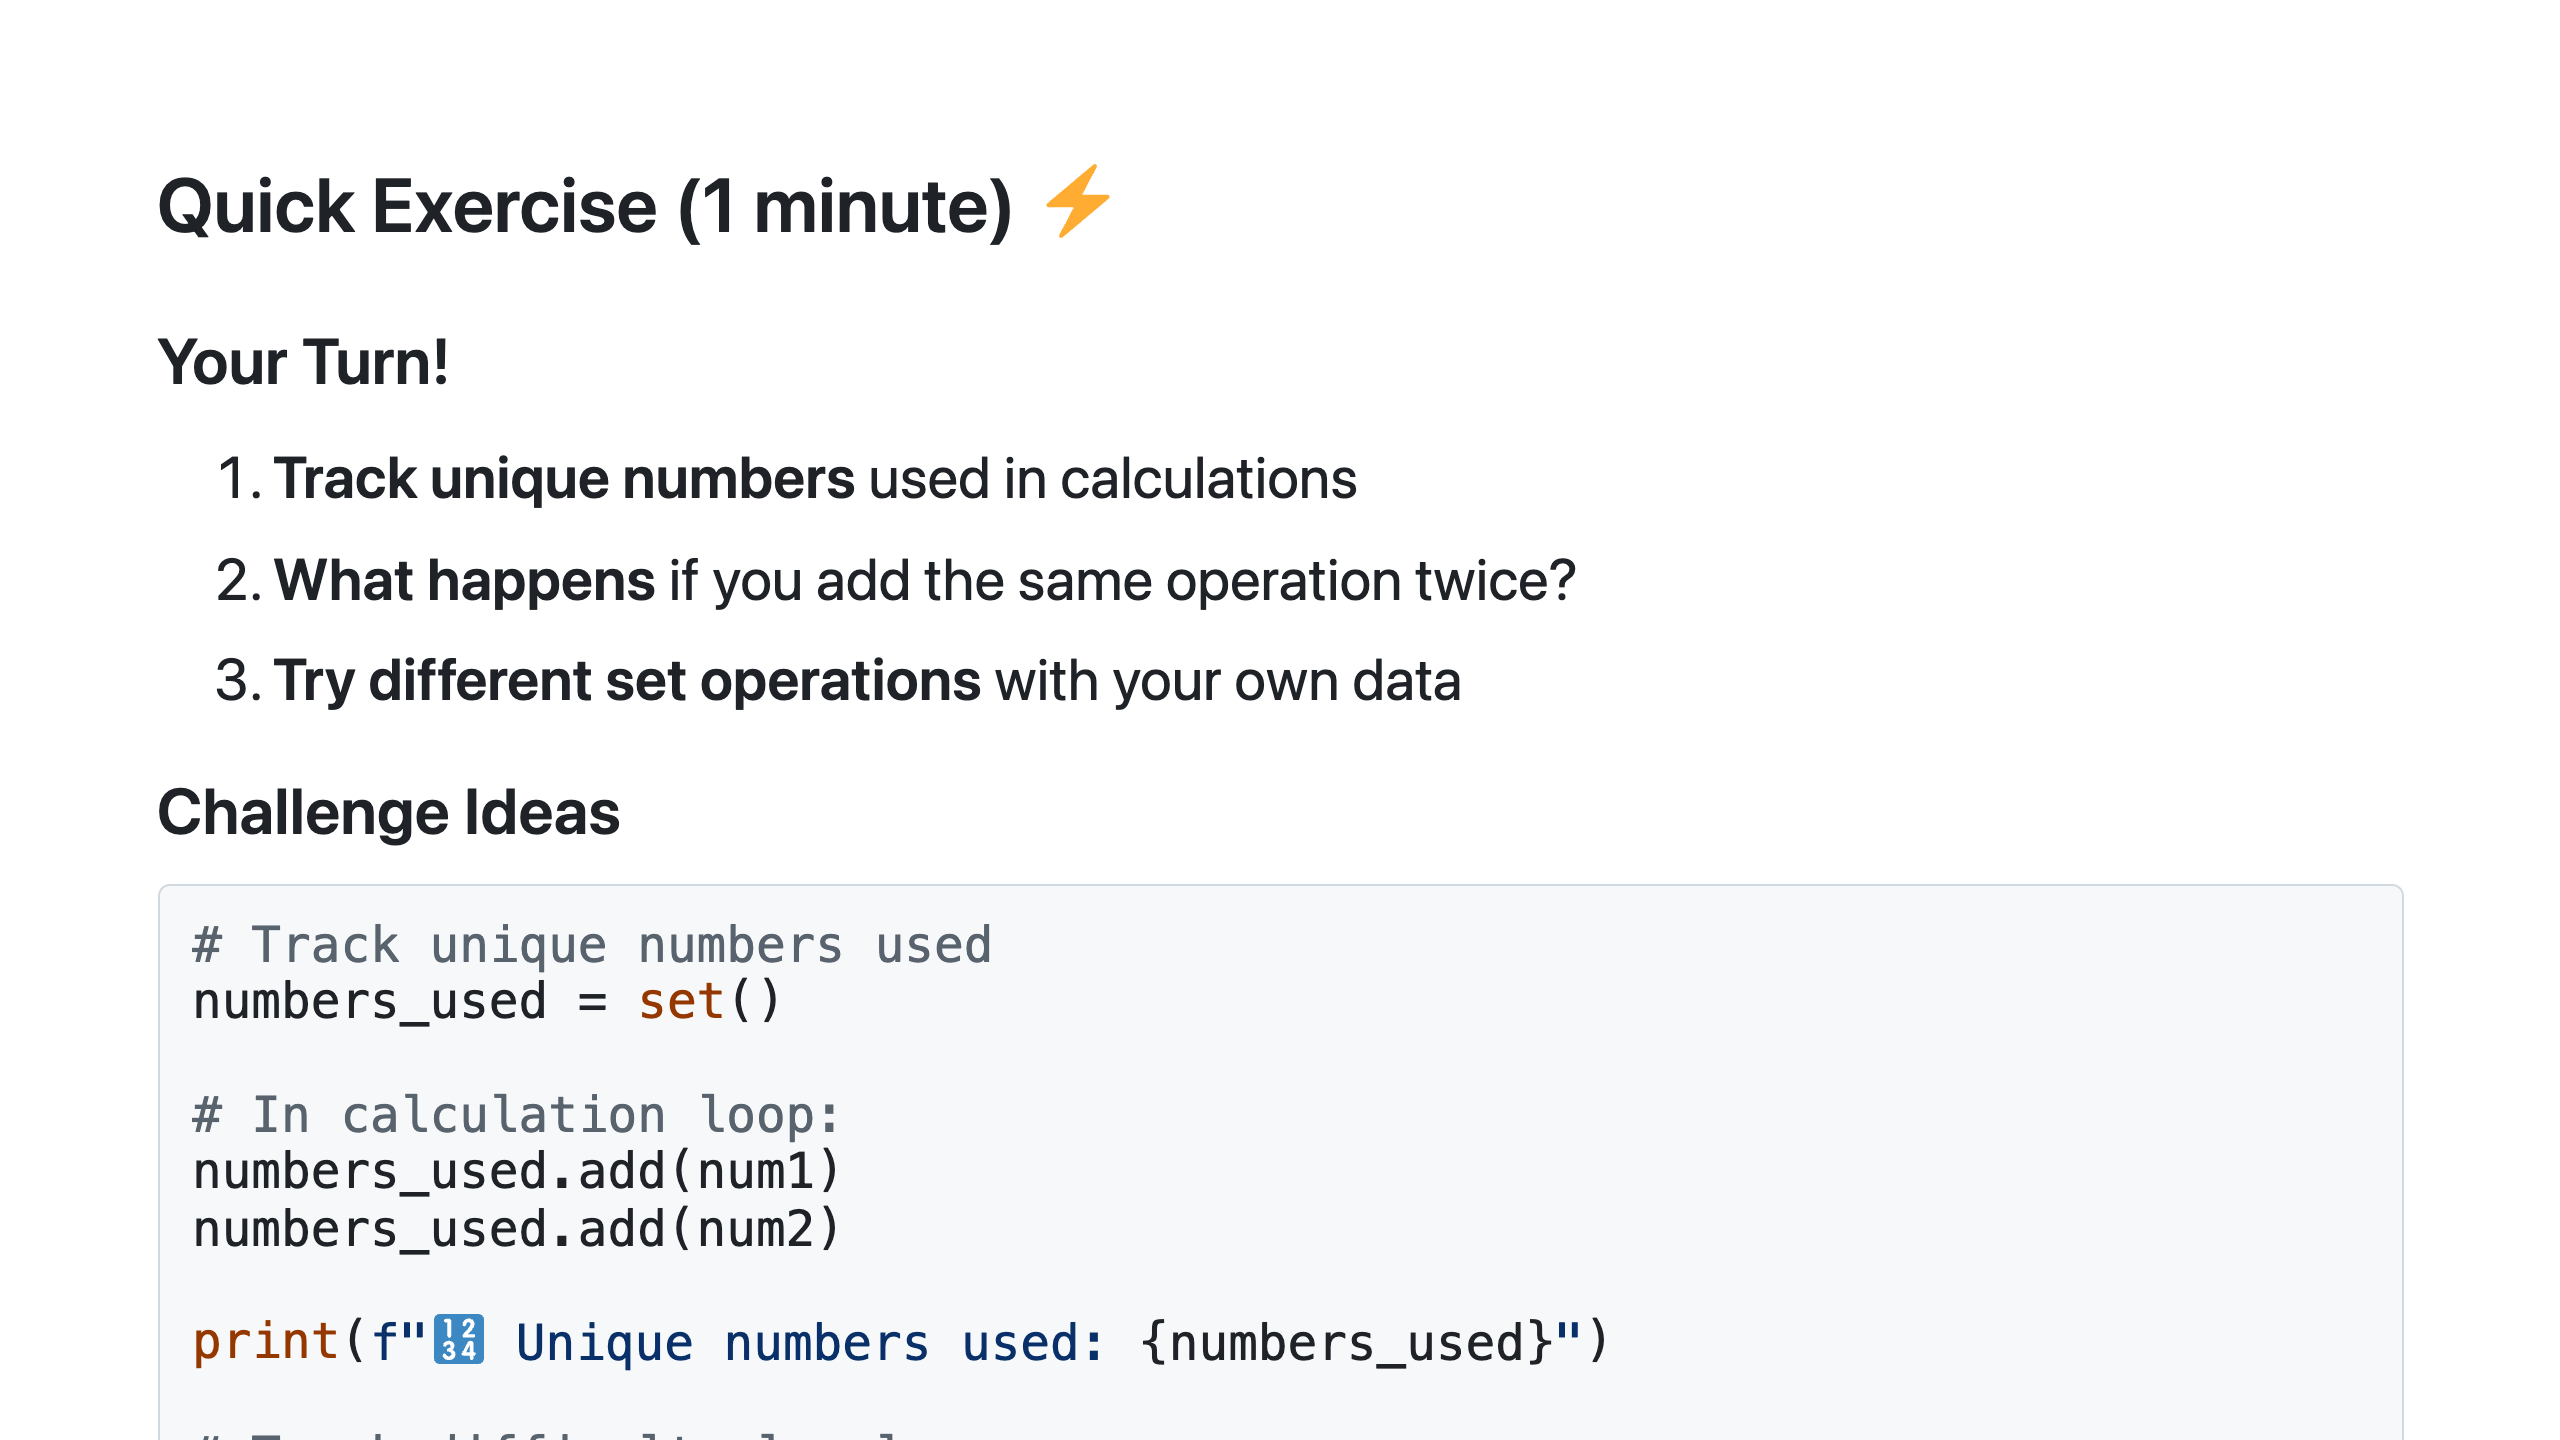 Quick Exercise (1 minute) ⚡
Your Turn!
1. Track unique numbers used in calculations
2. What happens if you add the same operation twice?
3. Try different set operations with your own data
Challenge Ideas
# Track unique numbers used
numbers_used = set()
# In calculation loop:
numbers_used.add(num1)
numbers_used.add(num2)
print(f"🔢 Unique numbers used: {numbers_used}")